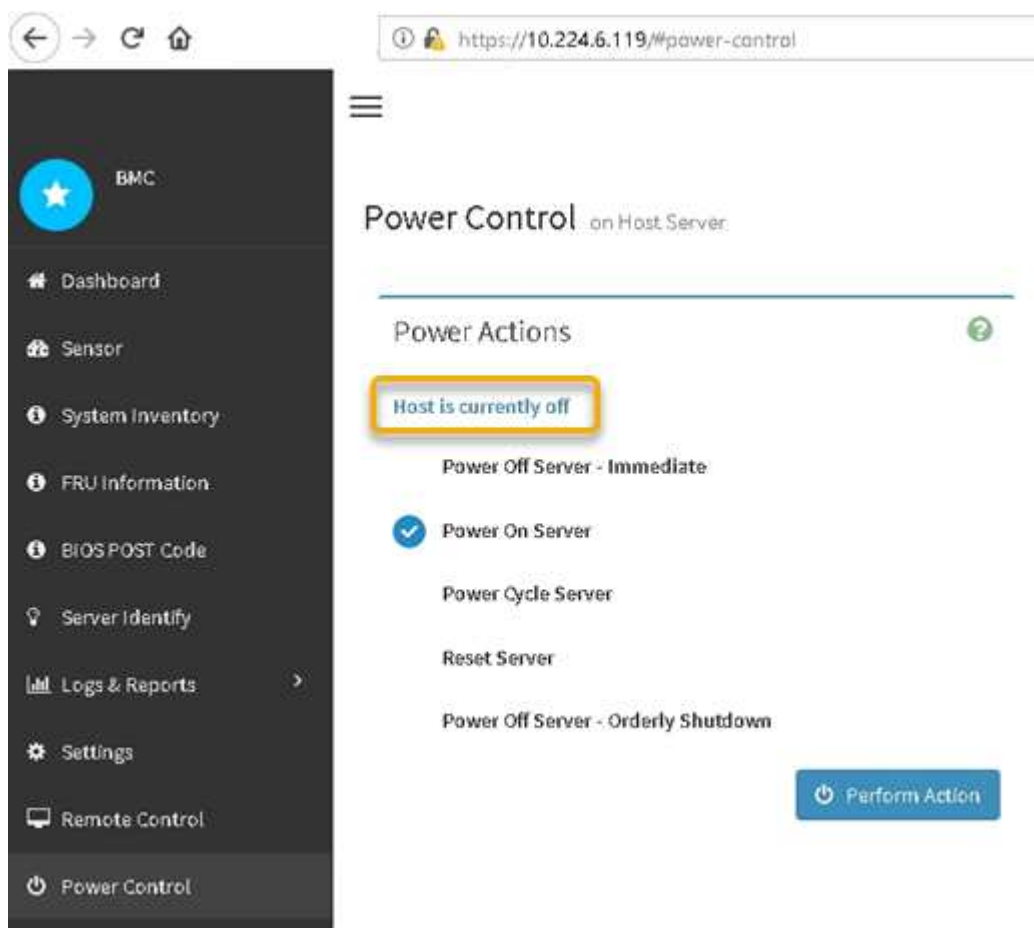 https://10.224.6.119/#power-control
BMC
Power Control on Host Server
Dashboard
Power Actions
Sensor
Host is currently off
System Inventory
Power Off Server - Immediate
FRU Information
Power On Server
BIOS POST Code
Power Cycle Server
Server Identify
Reset Server
Logs & Reports
Power Off Server - Orderly Shutdown
Settings
Perform Action
Remote Control
Power Control